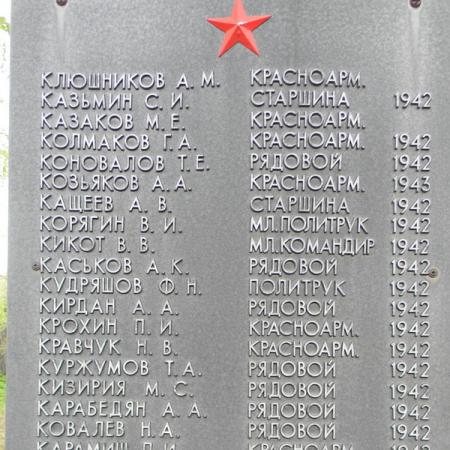 КЛЮШНИКОВ А.М. КРАСНОАРМ.
КАЗЬМИН С.И. СТАРШИНА 1942
КАЗАКОВ М.Е. КРАСНОАРМ.
КОЛМАКОВ Г.А. КРАСНОАРМ. 1942
КОНОВАЛОВ Т.Е. РЯДОВОЙ 1942
КОЗЬЯКОВ А.А. КРАСНОАРМ. 1943
КАЩЕЕВ А.В. СТАРШИНА 1942
КОРЯГИН В.И. МЛ.ПОЛИТРУК 1942
КИКОТ В.В. МЛ.КОМАНДИР 1942
КАСЬКОВ А.К. РЯДОВОЙ 1942
КУДРЯШОВ Ф.Н. ПОЛИТРУК 1942
КИРДАН А.А. РЯДОВОЙ 1942
КРОХИН П.И. КРАСНОАРМ. 1942
КРАВЧУК Н.В. КРАСНОАРМ. 1942
КУРЖУМОВ Т.А. РЯДОВОЙ 1942
КИЗИРИЯ М.С. РЯДОВОЙ 1942
КАРАБЕДЯН А.А. РЯДОВОЙ 1942
КОВАЛЕВ Н.А. РЯДОВОЙ 1942
КРАСНОАРМ. 1942